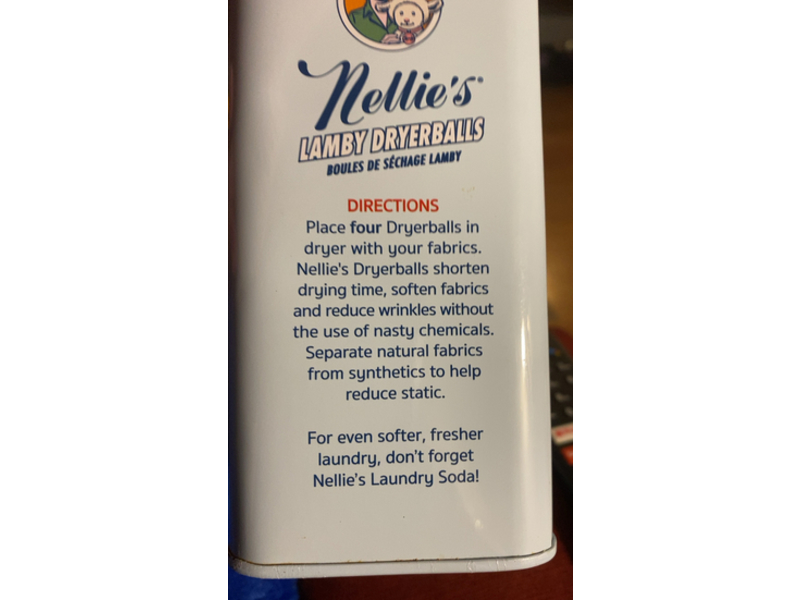 Nellie's
LAMBY DRYERBALLS
BOULES DE SÉCHAGE LAMBY
DIRECTIONS
Place four Dryerballs in
dryer with your fabrics.
Nellie's Dryerballs shorten
drying time, soften fabrics
and reduce wrinkles without
the use of nasty chemicals.
Separate natural fabrics
from synthetics to help
reduce static.
For even softer, fresher
laundry, don't forget
Nellie's Laundry Soda!